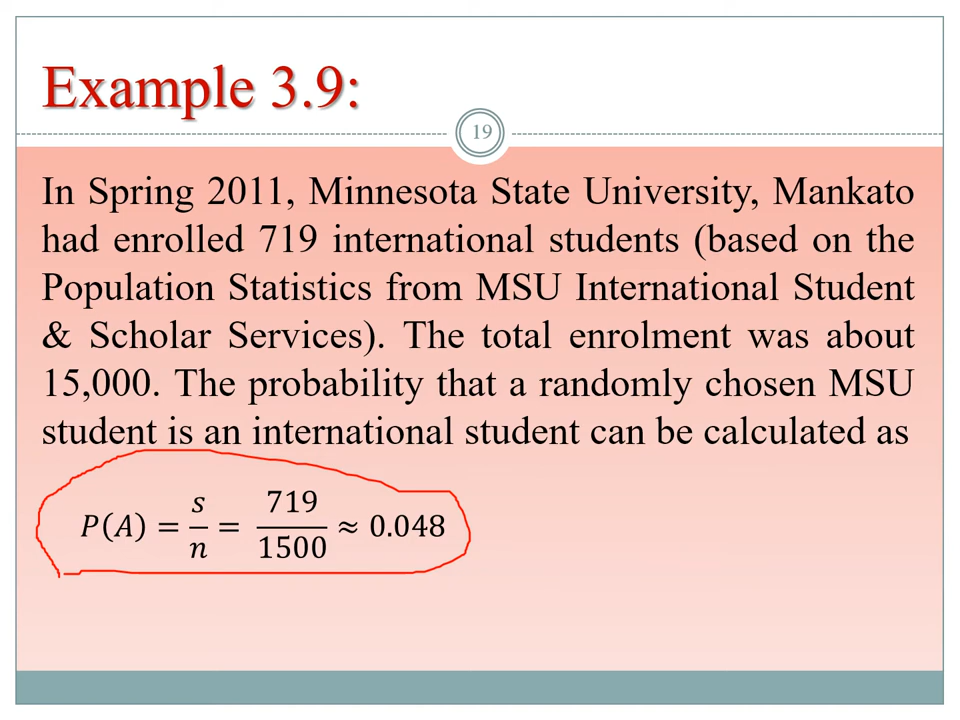 Example 3.9:
19
In Spring 2011, Minnesota State University, Mankato
had enrolled 719 international students (based on the
Population Statistics from MSU International Student
& Scholar Services). The total enrolment was about
15,000. The probability that a randomly chosen MSU
student is an international student can be calculated as
P(A) = s/n = 719/1500 ≈ 0.048